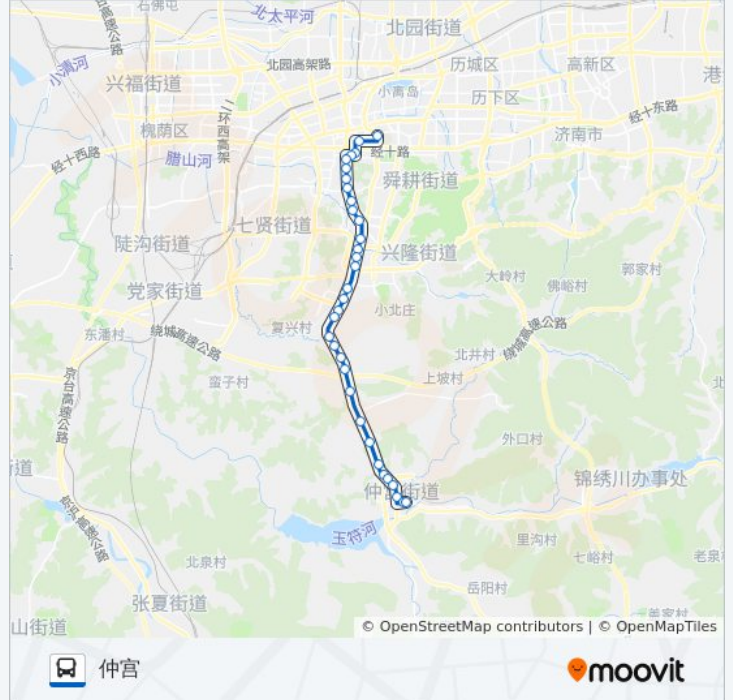 石佛屯
北太平河
北园街道
小清河
北园高架路
历城区
高新区
港
兴福街道
小甯岛
历下区
二环西高架
槐荫区
经十东路
济南市
经十西路
腊山河
经十路
舜耕街道
七贤街道
陡沟街道
兴隆街道
大岭村
郭家村
党家街道
佛峪村
小北庄
东潘村
绕城高速公路
复兴村
绕城高速公路
北井村
蛮子村
上坡村
北
京台高速公路
外口村
街道
仲宫街道
锦绣川办事处
京沪高速公路
玉符河
里沟村
七峪村
老泉
北泉村
岳阳村
张夏街道
山街道
© OpenStreetMap contributors | © OpenMapTiles
仲宫
moovit